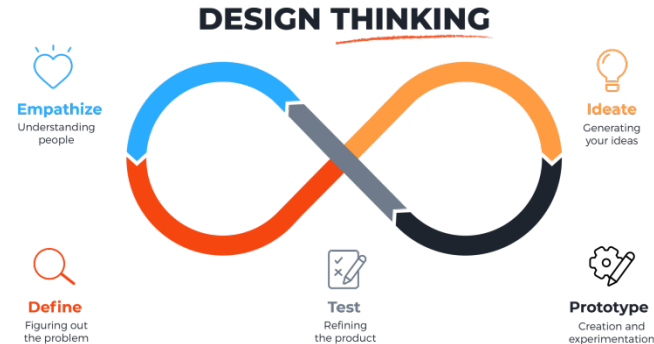 DESIGN THINKING
Empathize
Understanding
people
Ideate
Generating
your ideas
Define
Figuring out
the problem
Test
Refining
the product
Prototype
Creation and
experimentation